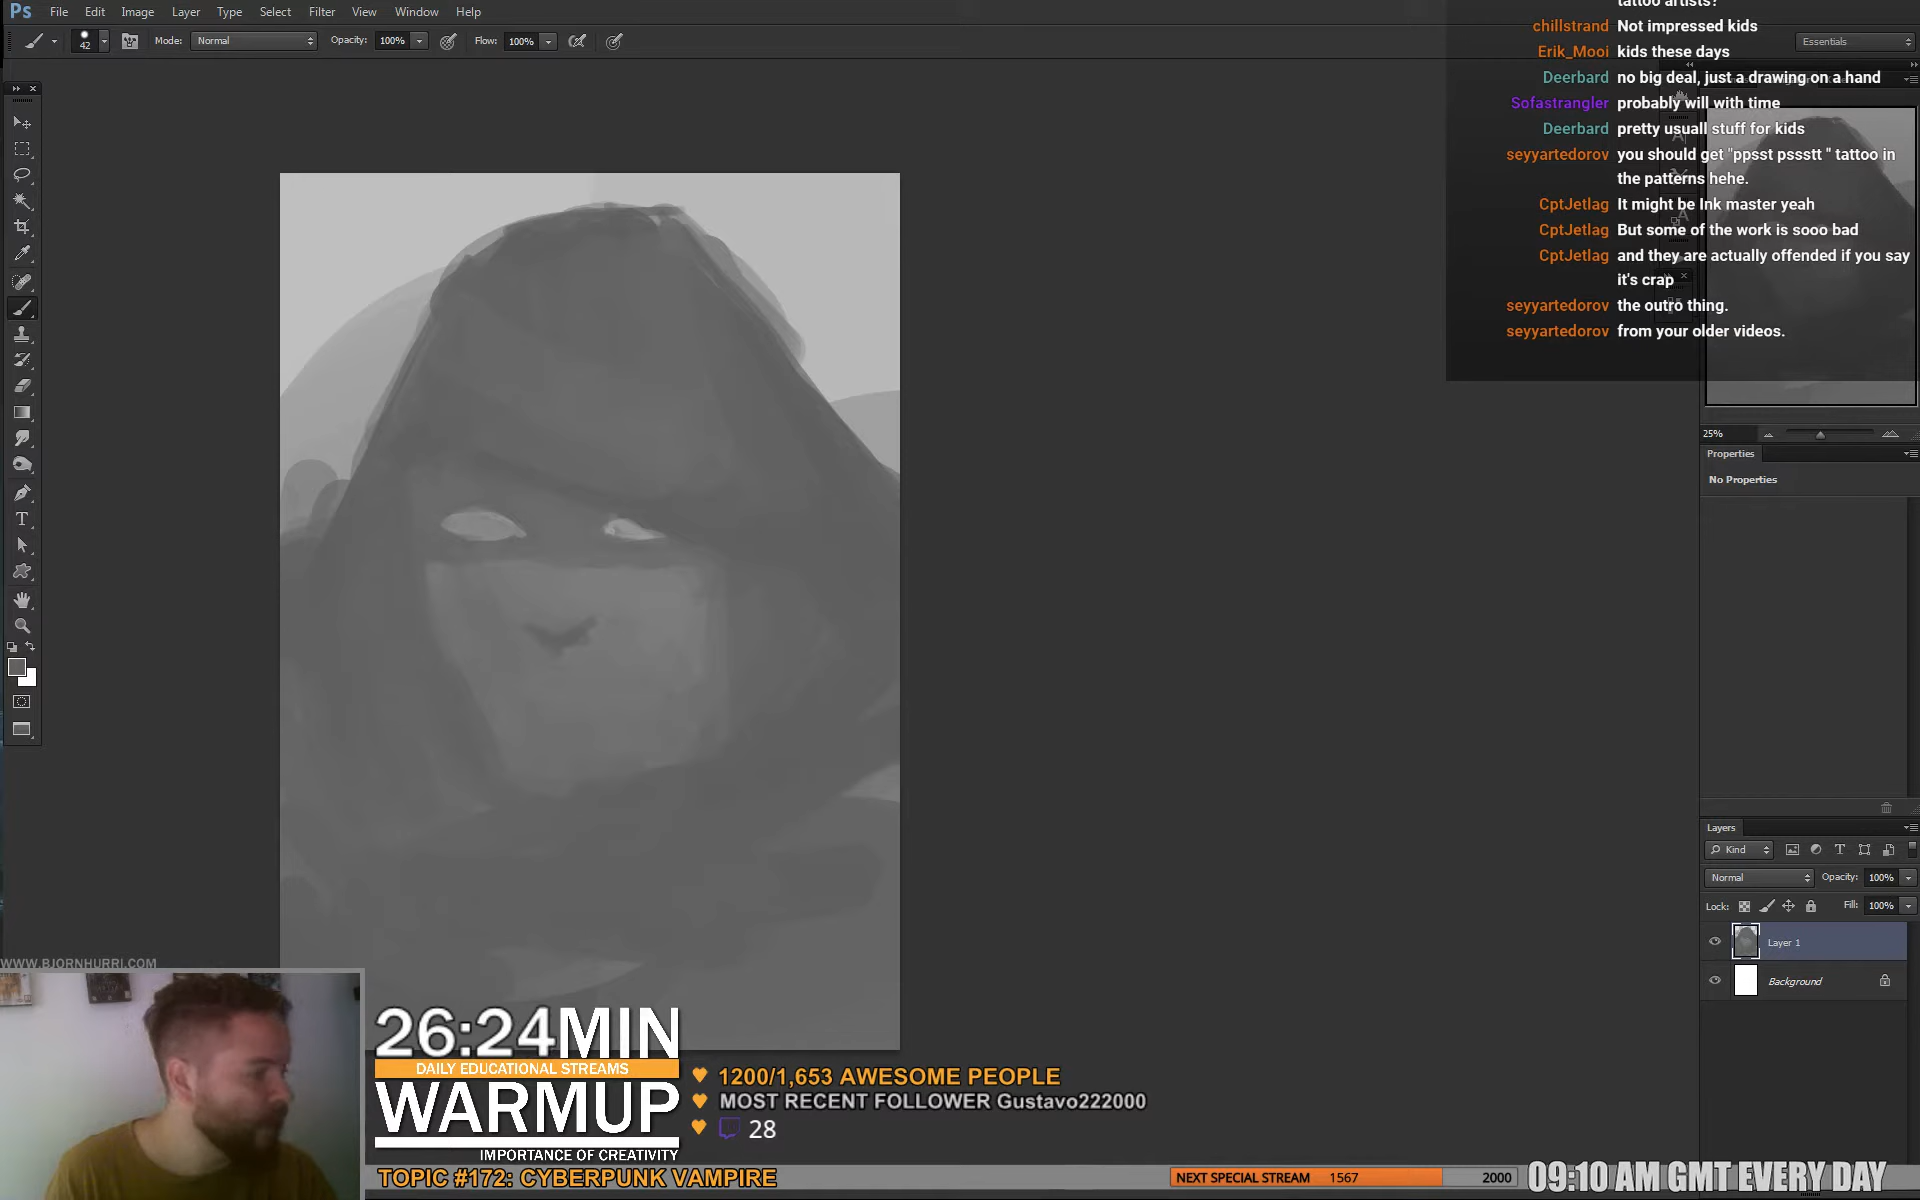 Ps File Edit Image Layer Type Select Filter View Window Help
42 Mode: Normal Opacity: 100% Flow: 100%
Essentials
tattoo artists?
chillstrand Not impressed kids
Erik_Mooi kids these days
Deerbard no big deal, just a drawing on a hand
Sofastrangler probably will with time
Deerbard pretty usuall stuff for kids
seyyartedorov you should get "ppsst pssstt " tattoo in
the patterns hehe.
CptJetlag It might be Ink master yeah
CptJetlag But some of the work is sooo bad
CptJetlag and they are actually offended if you say
it's crap
seyyartedorov the outro thing.
seyyartedorov from your older videos.
25%
Properties
No Properties
Layers
Kind
Normal Opacity: 100%
Lock: Fill: 100%
Layer 1
Background
WWW.BJORNHURRI.COM
26:24MIN
DAILY EDUCATIONAL STREAMS
WARMUP
IMPORTANCE OF CREATIVITY
1200/1,653 AWESOME PEOPLE
MOST RECENT FOLLOWER Gustavo222000
28
TOPIC #172: CYBERPUNK VAMPIRE
NEXT SPECIAL STREAM 1567 2000
09:10 AM GMT EVERY DAY